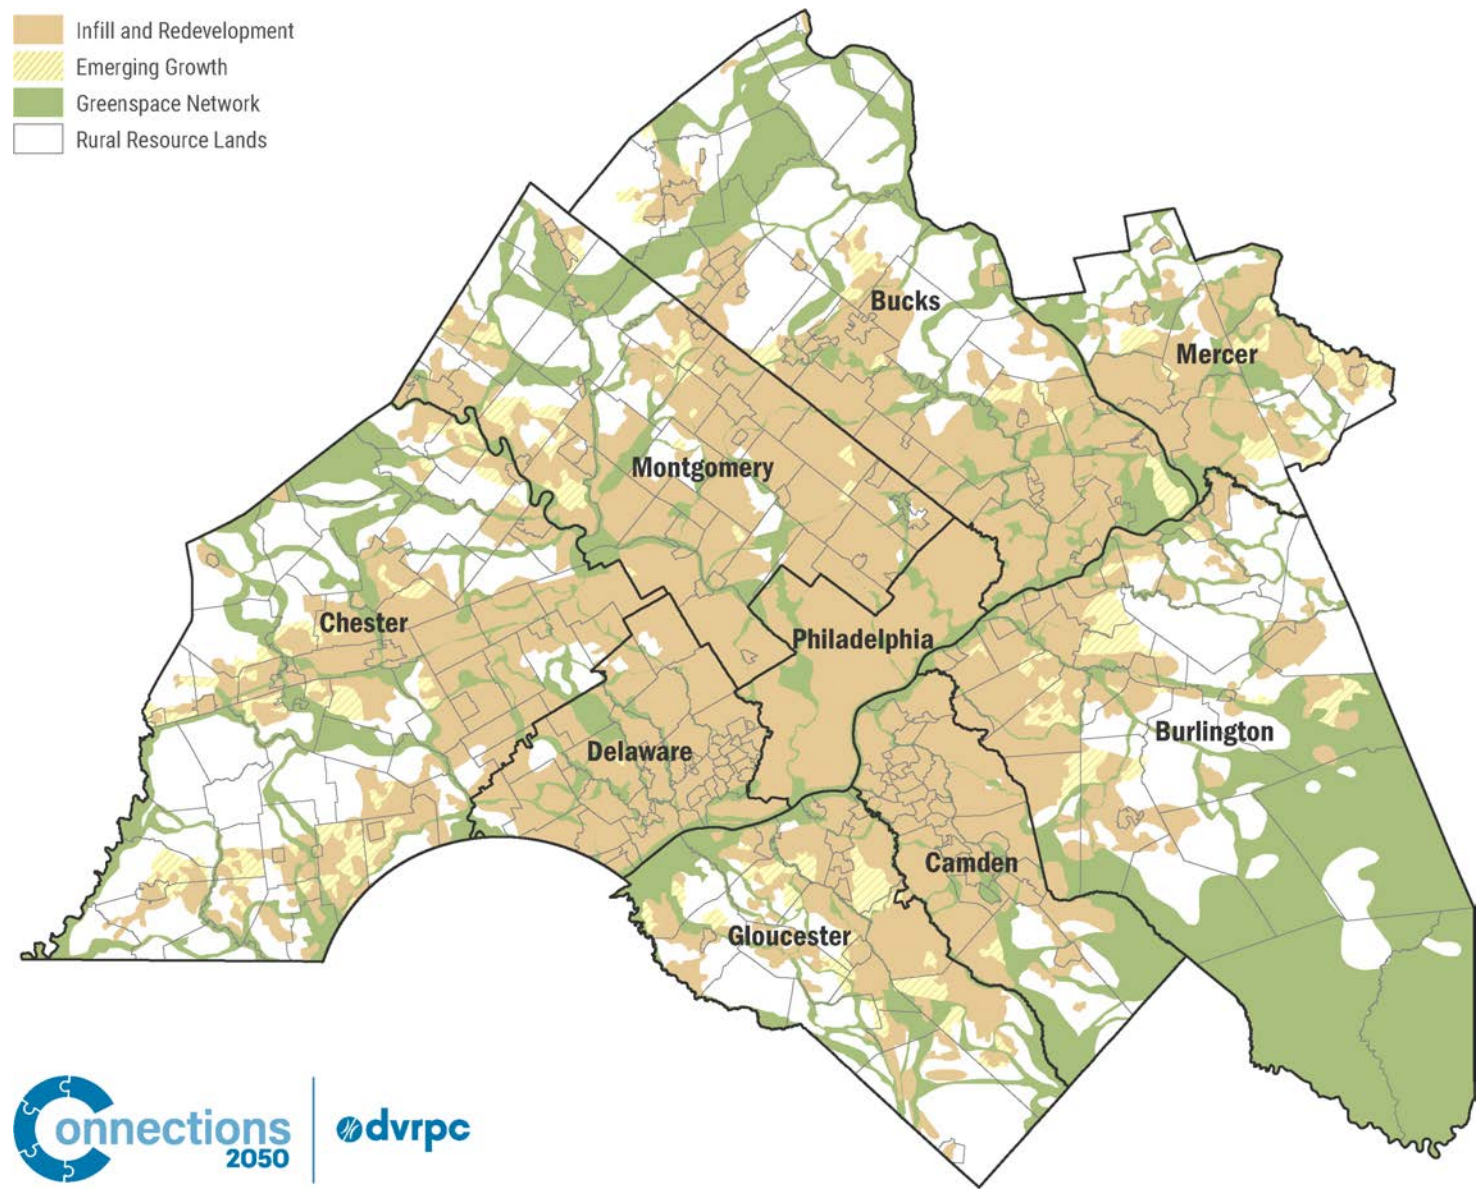 Infill and Redevelopment
Emerging Growth
Greenspace Network
Rural Resource Lands
Bucks
Mercer
Montgomery
Chester
Philadelphia
Delaware
Burlington
Camden
Gloucester
Connections
2050
dvrpc